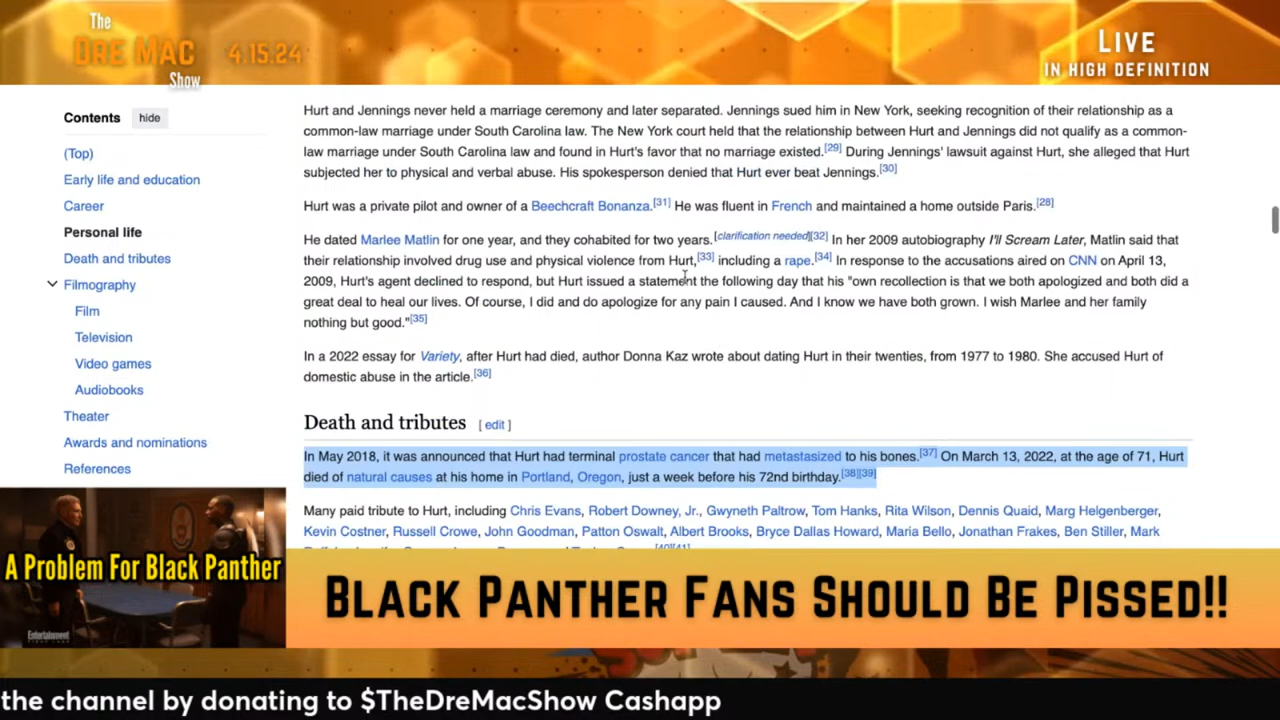 The
DRE MAC
Show
4.15.24
LIVE
IN HIGH DEFINITION
Contents hide
(Top)
Early life and education
Career
Personal life
Death and tributes
Filmography
Film
Television
Video games
Audiobooks
Theater
Awards and nominations
References
Hurt and Jennings never held a marriage ceremony and later separated. Jennings sued him in New York, seeking recognition of their relationship as a
common-law marriage under South Carolina law. The New York court held that the relationship between Hurt and Jennings did not qualify as a common-
law marriage under South Carolina law and found in Hurt's favor that no marriage existed.[29] During Jennings' lawsuit against Hurt, she alleged that Hurt
subjected her to physical and verbal abuse. His spokesperson denied that Hurt ever beat Jennings.[30]
Hurt was a private pilot and owner of a Beechcraft Bonanza.[31] He was fluent in French and maintained a home outside Paris.[28]
He dated Marlee Matlin for one year, and they cohabited for two years.[clarification needed][32] In her 2009 autobiography I'll Scream Later, Matlin said that
their relationship involved drug use and physical violence from Hurt,[33] including a rape.[34] In response to the accusations aired on CNN on April 13,
2009, Hurt's agent declined to respond, but Hurt issued a statement the following day that his "own recollection is that we both apologized and both did a
great deal to heal our lives. Of course, I did and do apologize for any pain I caused. And I know we have both grown. I wish Marlee and her family
nothing but good."[35]
In a 2022 essay for Variety, after Hurt had died, author Donna Kaz wrote about dating Hurt in their twenties, from 1977 to 1980. She accused Hurt of
domestic abuse in the article.[36]
Death and tributes [ edit ]
In May 2018, it was announced that Hurt had terminal prostate cancer that had metastasized to his bones.[37] On March 13, 2022, at the age of 71, Hurt
died of natural causes at his home in Portland, Oregon, just a week before his 72nd birthday.[38][39]
Many paid tribute to Hurt, including Chris Evans, Robert Downey, Jr., Gwyneth Paltrow, Tom Hanks, Rita Wilson, Dennis Quaid, Marg Helgenberger,
Kevin Costner, Russell Crowe, John Goodman, Patton Oswalt, Albert Brooks, Bryce Dallas Howard, Maria Bello, Jonathan Frakes, Ben Stiller, Mark
A Problem For Black Panther
Entertainment
BLACK PANTHER FANS SHOULD BE PISSED!!
the channel by donating to $TheDreMacShow Cashapp